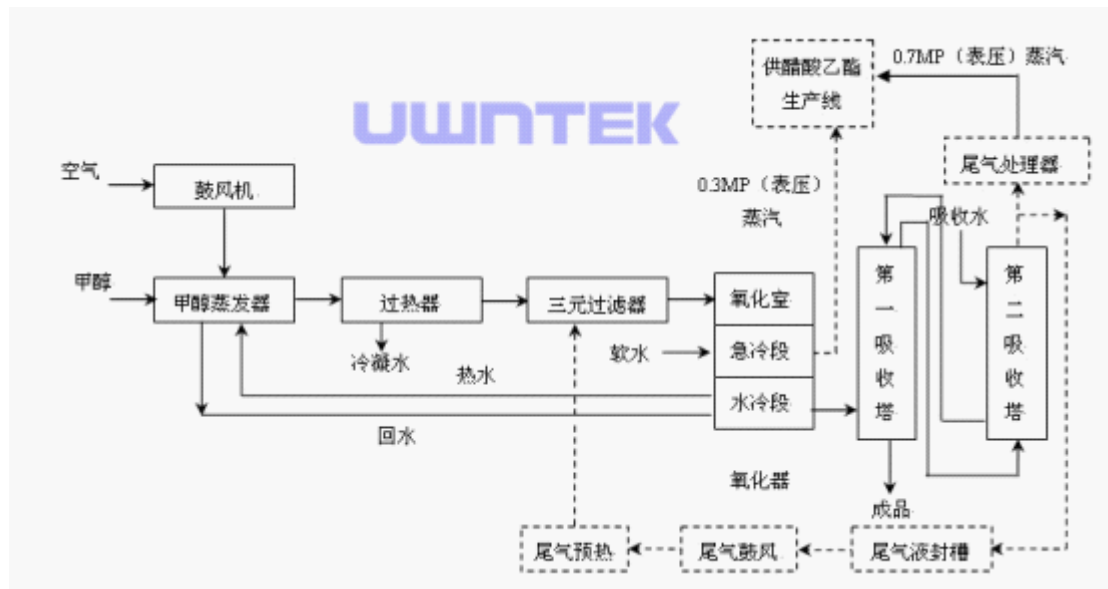 0.7MP（表压）蒸汽
供醋酸乙酯
生产线
UWNTEK
空气
鼓风机
尾气处理器
0.3MP（表压）
蒸汽
吸收水
甲醇
甲醇蒸发器
过热器
三元过滤器
氧化室
第一吸收塔
第二吸收塔
软水
急冷段
冷凝水
热水
水冷段
回水
氧化器
成品
尾气预热
尾气鼓风
尾气液封槽